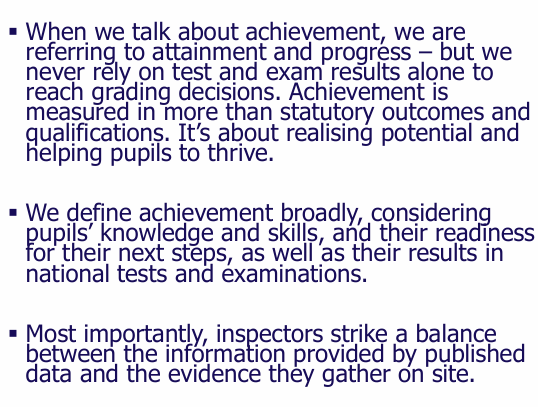 ▪ When we talk about achievement, we are
referring to attainment and progress – but we
never rely on test and exam results alone to
reach grading decisions. Achievement is
measured in more than statutory outcomes and
qualifications. It’s about realising potential and
helping pupils to thrive.
▪ We define achievement broadly, considering
pupils’ knowledge and skills, and their readiness
for their next steps, as well as their results in
national tests and examinations.
▪ Most importantly, inspectors strike a balance
between the information provided by published
data and the evidence they gather on site.